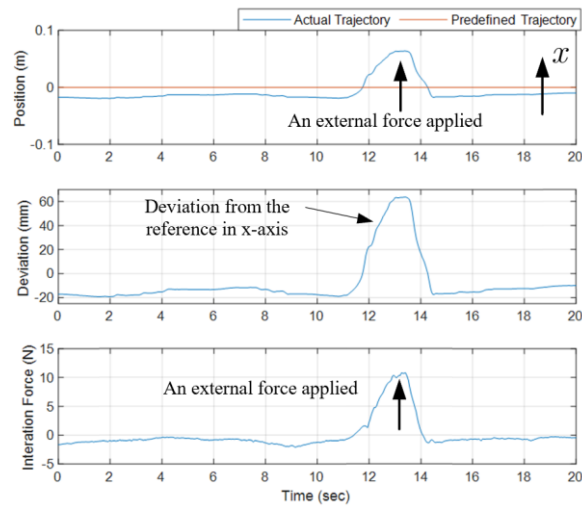 Actual Trajectory Predefined Trajectory
0.1
0
-0.1
Position (m)
x
An external force applied
0 2 4 6 8 10 12 14 16 18 20
60
40
20
0
-20
Deviation (mm)
Deviation from the
reference in x-axis
0 2 4 6 8 10 12 14 16 18 20
15
10
5
0
-5
Interation Force (N)
An external force applied
0 2 4 6 8 10 12 14 16 18 20
Time (sec)